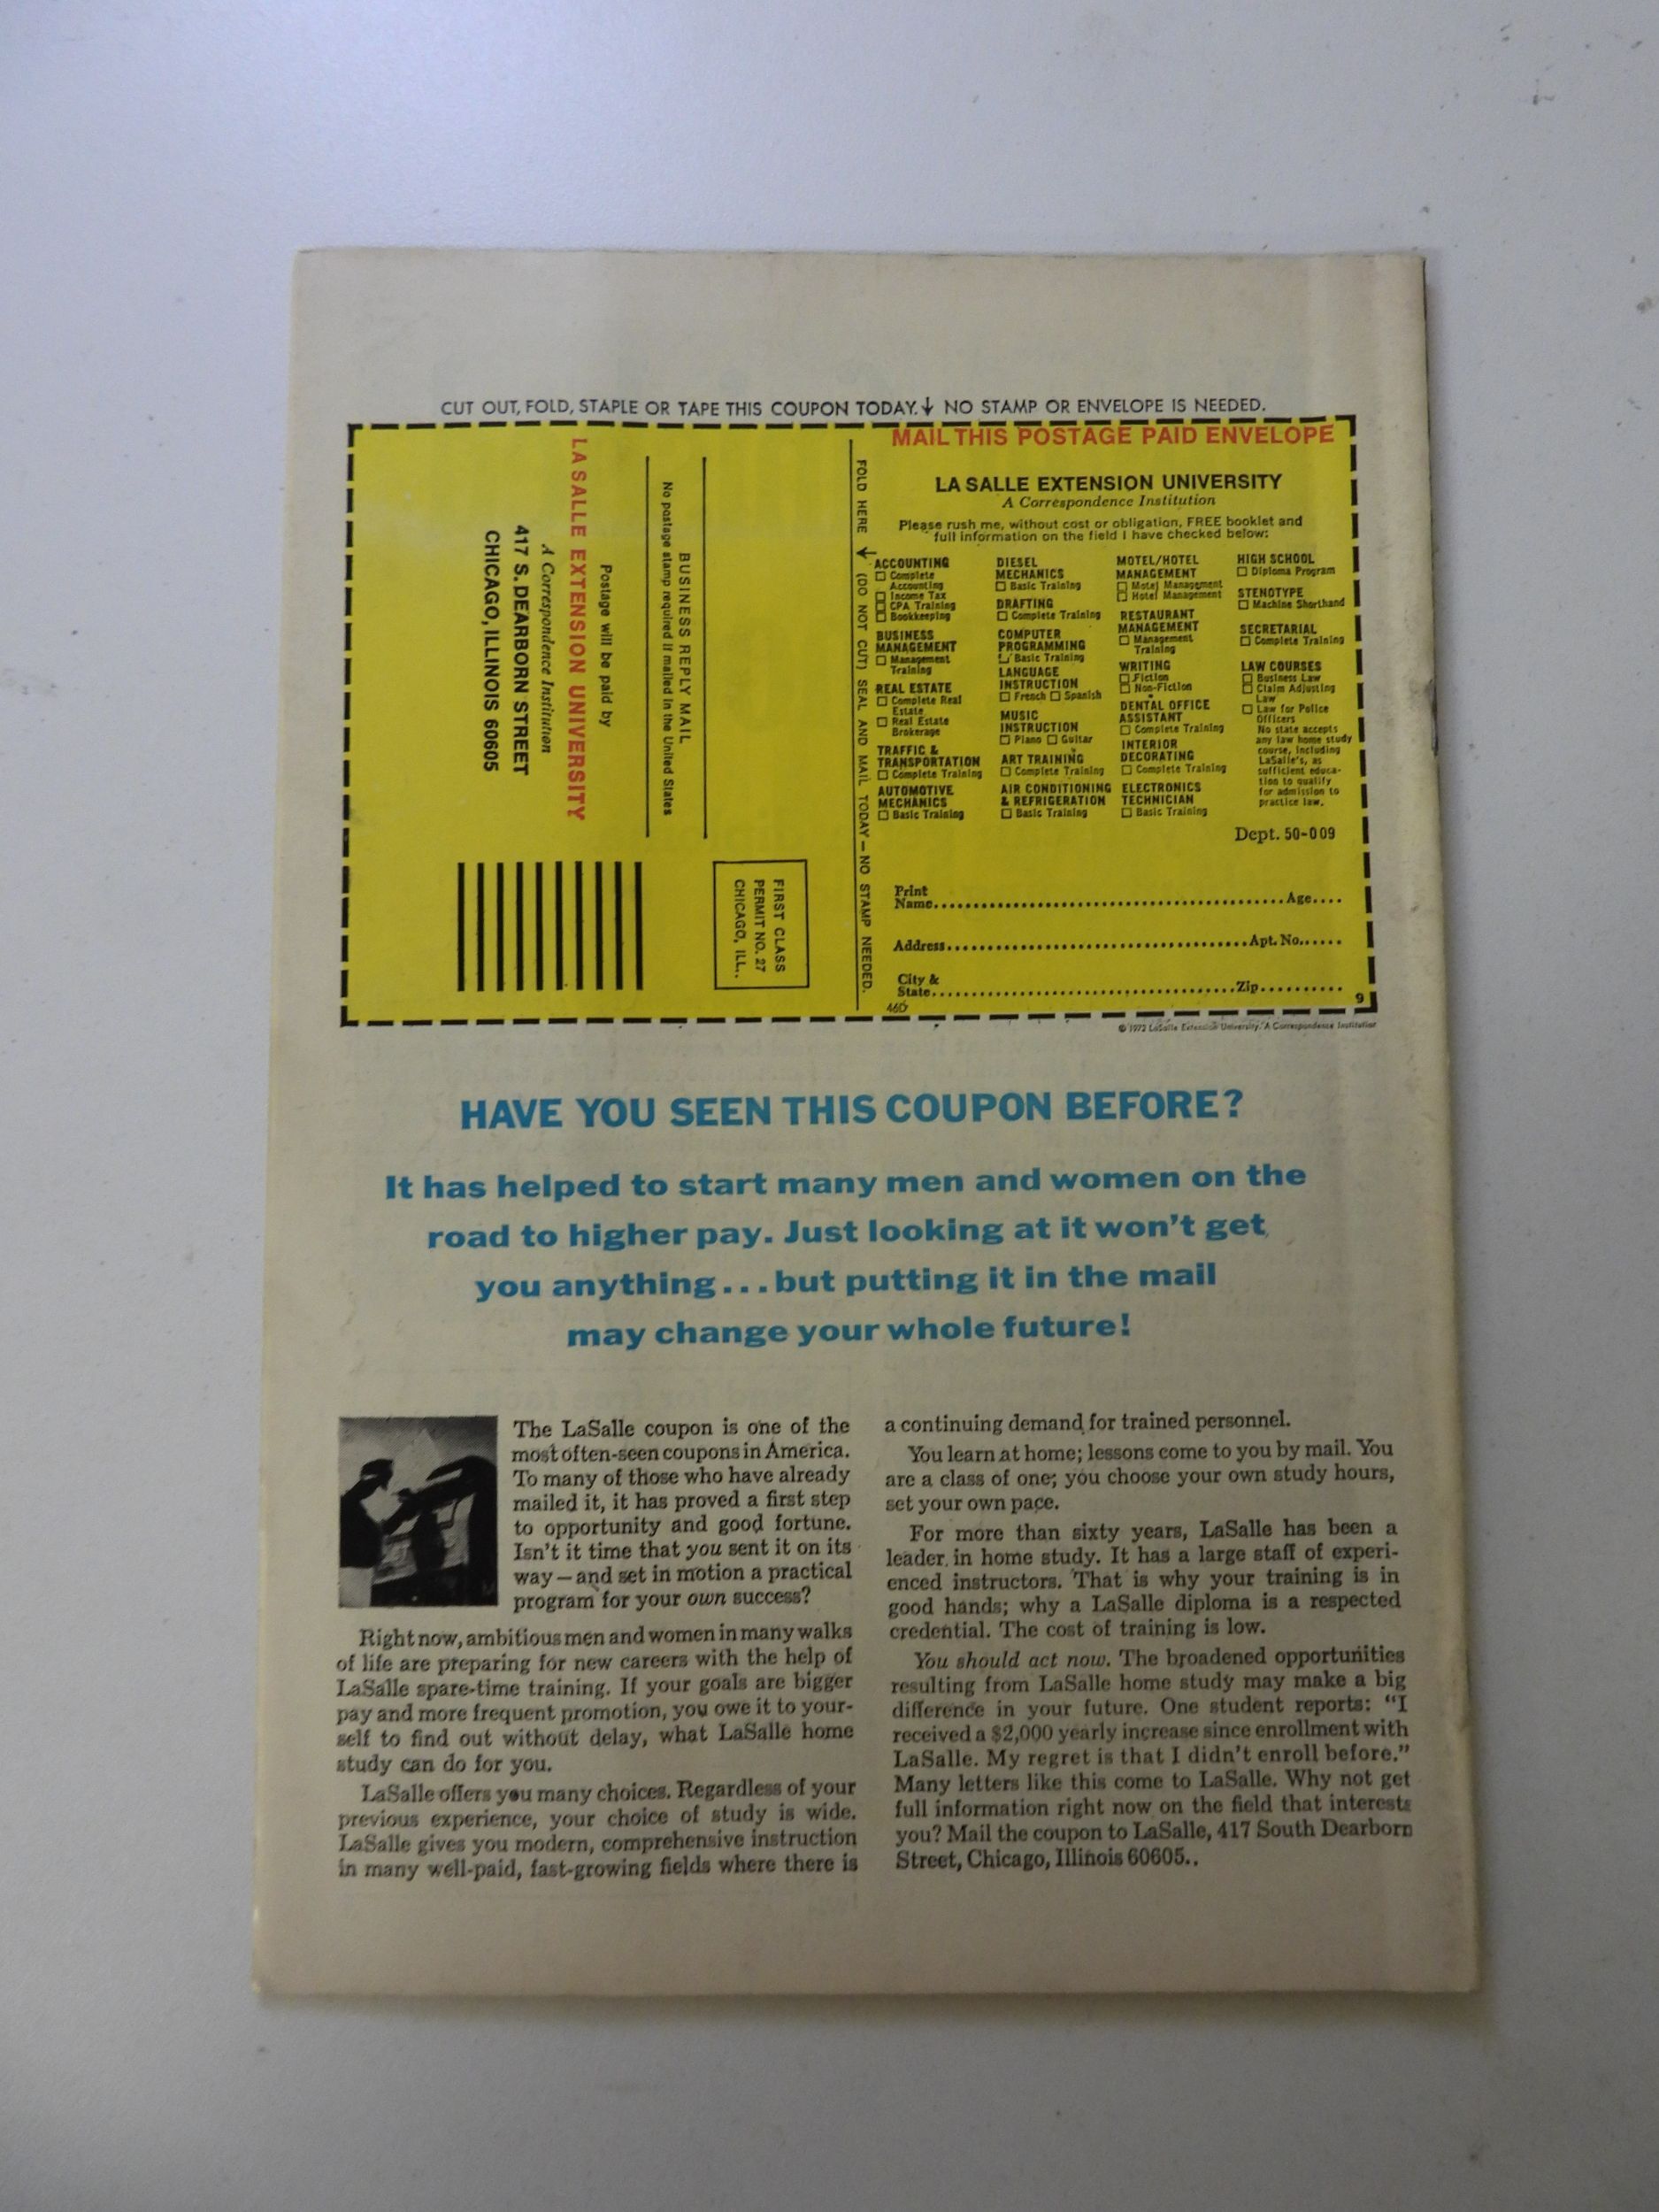 CUT OUT, FOLD, STAPLE OR TAPE THIS COUPON TODAY. ↓ NO STAMP OR ENVELOPE IS NEEDED.
MAIL THIS POSTAGE PAID ENVELOPE
LA SALLE EXTENSION UNIVERSITY
A Correspondence Institution
Please rush me, without cost or obligation, FREE booklet and
full information on the field I have checked below:
ACCOUNTING
☐ Complete
Accounting
☐ Income Tax
☐ CPA Training
☐ Bookkeeping
BUSINESS
MANAGEMENT
☐ Management
Training
REAL ESTATE
☐ Complete Real
Estate
☐ Real Estate
Brokerage
TRAFFIC &
TRANSPORTATION
☐ Complete Training
AUTOMOTIVE
MECHANICS
☐ Basic Training
DIESEL
MECHANICS
☐ Basic Training
DRAFTING
☐ Complete Training
COMPUTER
PROGRAMMING
☐ Basic Training
LANGUAGE
INSTRUCTION
☐ French ☐ Spanish
MUSIC
INSTRUCTION
☐ Piano ☐ Guitar
ART TRAINING
☐ Complete Training
AIR CONDITIONING
& REFRIGERATION
☐ Basic Training
MOTEL/HOTEL
MANAGEMENT
☐ Motel Management
☐ Hotel Management
RESTAURANT
MANAGEMENT
☐ Management
Training
WRITING
☐ Fiction
☐ Non-Fiction
DENTAL OFFICE
ASSISTANT
☐ Complete Training
INTERIOR
DECORATING
☐ Complete Training
ELECTRONICS
TECHNICIAN
☐ Basic Training
HIGH SCHOOL
☐ Diploma Program
STENOTYPE
☐ Machine Shorthand
SECRETARIAL
☐ Complete Training
LAW COURSES
☐ Business Law
☐ Claim Adjusting
Law
☐ Law for Police
Officers
No state accepts
any law home study
course, including
LaSalle's, as
sufficient educa-
tion to qualify
for admission to
practice law.
Dept. 50-009
Print
Name........ Age....
Address........ Apt. No......
City &
State........ Zip..........
46D
9
FOLD HERE ↓ (DO NOT CUT) SEAL AND MAIL TODAY — NO STAMP NEEDED.
FIRST CLASS
PERMIT NO. 27
CHICAGO, ILL..
BUSINESS REPLY MAIL
No postage stamp required if mailed in the United States
Postage will be paid by
LA SALLE EXTENSION UNIVERSITY
A Correspondence Institution
417 S. DEARBORN STREET
CHICAGO, ILLINOIS 60605
© 1972 LaSalle Extension University, A Correspondence Institution
HAVE YOU SEEN THIS COUPON BEFORE?
It has helped to start many men and women on the
road to higher pay. Just looking at it won't get
you anything...but putting it in the mail
may change your whole future!
The LaSalle coupon is one of the
most often-seen coupons in America.
To many of those who have already
mailed it, it has proved a first step
to opportunity and good fortune.
Isn't it time that you sent it on its
way—and set in motion a practical
program for your own success?
Right now, ambitious men and women in many walks
of life are preparing for new careers with the help of
LaSalle spare-time training. If your goals are bigger
pay and more frequent promotion, you owe it to your-
self to find out without delay, what LaSalle home
study can do for you.
LaSalle offers you many choices. Regardless of your
previous experience, your choice of study is wide.
LaSalle gives you modern, comprehensive instruction
in many well-paid, fast-growing fields where there is
a continuing demand for trained personnel.
You learn at home; lessons come to you by mail. You
are a class of one; you choose your own study hours,
set your own pace.
For more than sixty years, LaSalle has been a
leader in home study. It has a large staff of experi-
enced instructors. That is why your training is in
good hands; why a LaSalle diploma is a respected
credential. The cost of training is low.
You should act now. The broadened opportunities
resulting from LaSalle home study may make a big
difference in your future. One student reports: "I
received a $2,000 yearly increase since enrollment with
LaSalle. My regret is that I didn't enroll before."
Many letters like this come to LaSalle. Why not get
full information right now on the field that interests
you? Mail the coupon to LaSalle, 417 South Dearborn
Street, Chicago, Illinois 60605..